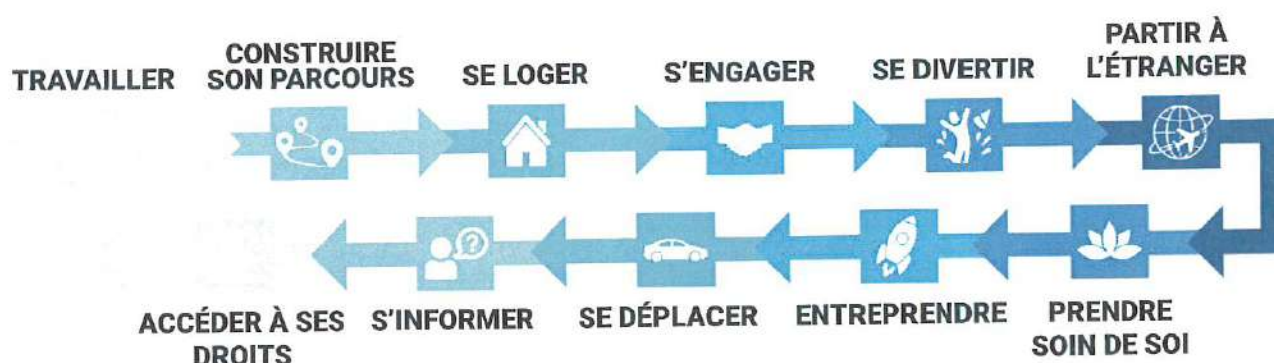 TRAVAILLER
CONSTRUIRE
SON PARCOURS
SE LOGER
S'ENGAGER
SE DIVERTIR
PARTIR À
L'ÉTRANGER
PRENDRE
SOIN DE SOI
ENTREPRENDRE
SE DÉPLACER
S'INFORMER
ACCÉDER À SES
DROITS